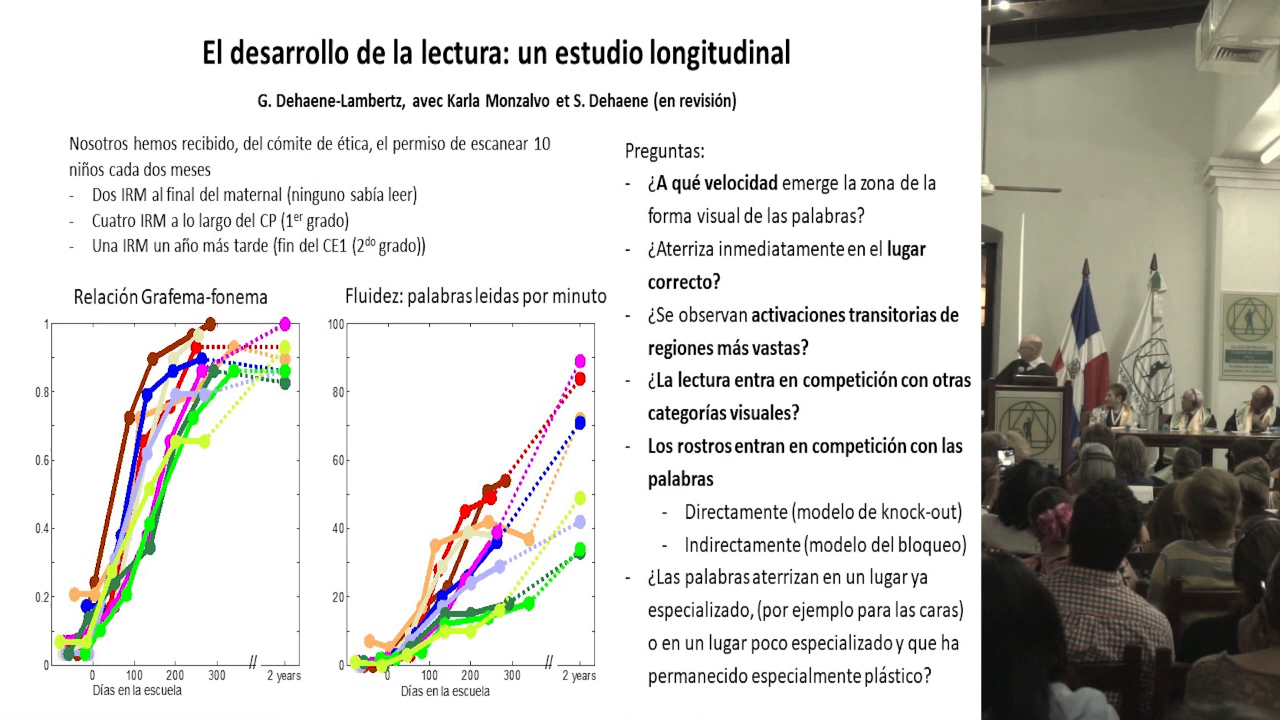 El desarrollo de la lectura: un estudio longitudinal
G. Dehaene-Lambertz, avec Karla Monzalvo et S. Dehaene (en revisión)
Nosotros hemos recibido, del cómite de ética, el permiso de escanear 10
niños cada dos meses
- Dos IRM al final del maternal (ninguno sabía leer)
- Cuatro IRM a lo largo del CP (1er grado)
- Una IRM un año más tarde (fin del CE1 (2do grado))
Relación Grafema-fonema
1
0.8
0.6
0.4
0.2
0
0 100 200 300 // 2 years
Días en la escuela
Fluidez: palabras leidas por minuto
100
80
60
40
20
0
0 100 200 300 // 2 years
Días en la escuela
Preguntas:
- ¿A qué velocidad emerge la zona de la
forma visual de las palabras?
- ¿Aterriza inmediatamente en el lugar
correcto?
- ¿Se observan activaciones transitorias de
regiones más vastas?
- ¿La lectura entra en competición con otras
categorías visuales?
- Los rostros entran en competición con las
palabras
- Directamente (modelo de knock-out)
- Indirectamente (modelo del bloqueo)
- ¿Las palabras aterrizan en un lugar ya
especializado, (por ejemplo para las caras)
o en un lugar poco especializado y que ha
permanecido especialmente plástico?